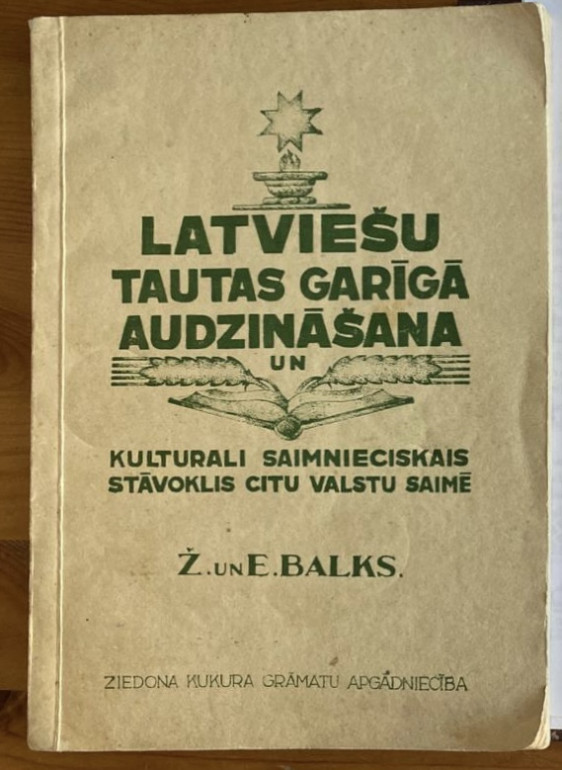 LATVIEŠU
TAUTAS GARĪGĀ
AUDZINĀŠANA
UN
KULTURALI SAIMNIECISKAIS
STĀVOKLIS CITU VALSTU SAIMĒ
Ž. UN E. BALKS.
ZIEDONA KUKURA GRĀMATU APGĀDNIECĪBA